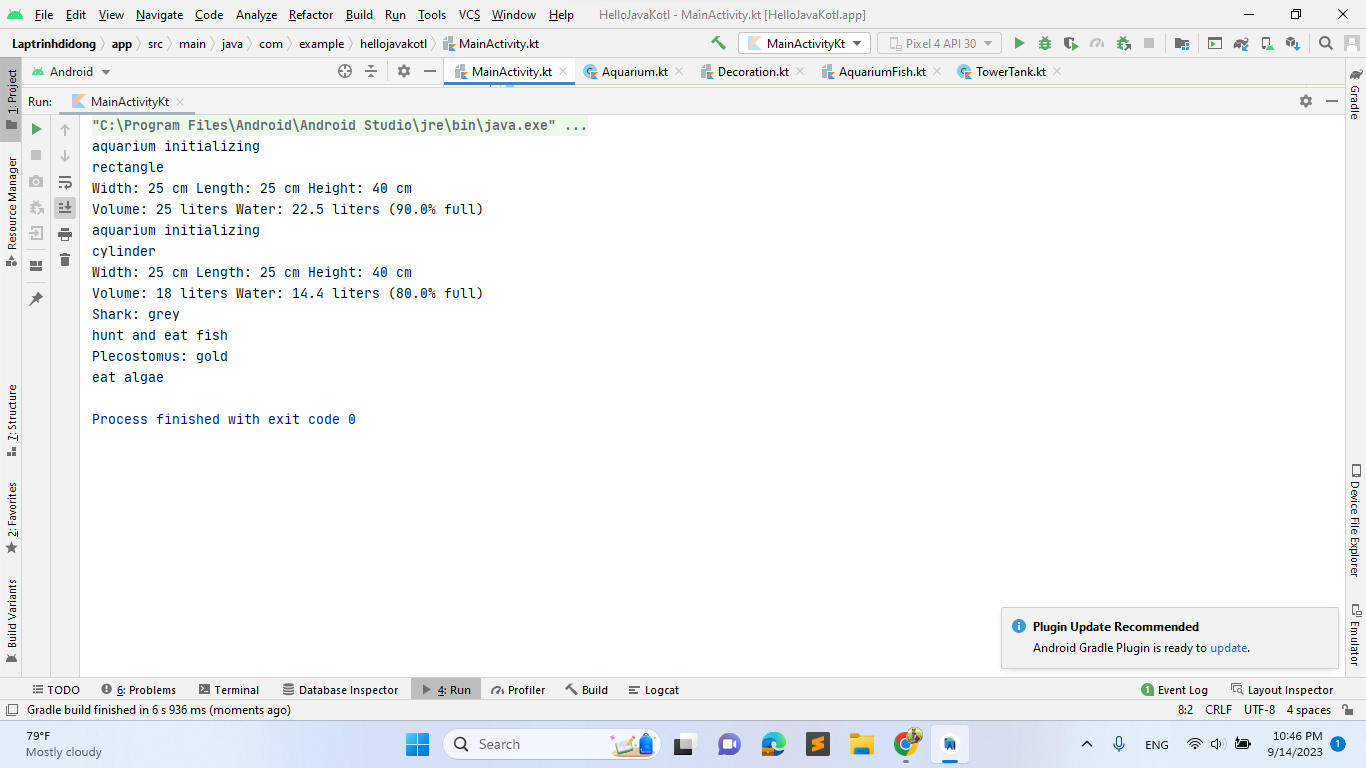 File Edit View Navigate Code Analyze Refactor Build Run Tools VCS Window Help HelloJavaKotl - MainActivity.kt [HelloJavaKotl.app]
Laptrinhdidong app src main java com example hellojavakotl MainActivity.kt MainActivityKt Pixel 4 API 30
Android MainActivity.kt Aquarium.kt Decoration.kt AquariumFish.kt TowerTank.kt
Run: MainActivityKt
"C:\Program Files\Android\Android Studio\jre\bin\java.exe" ...
aquarium initializing
rectangle
Width: 25 cm Length: 25 cm Height: 40 cm
Volume: 25 liters Water: 22.5 liters (90.0% full)
aquarium initializing
cylinder
Width: 25 cm Length: 25 cm Height: 40 cm
Volume: 18 liters Water: 14.4 liters (80.0% full)
Shark: grey
hunt and eat fish
Plecostomus: gold
eat algae
Process finished with exit code 0
1: Project
Resource Manager
7: Structure
2: Favorites
Build Variants
Gradle
Device File Explorer
Emulator
Plugin Update Recommended
Android Gradle Plugin is ready to update.
TODO 6: Problems Terminal Database Inspector 4: Run Profiler Build Logcat 1 Event Log Layout Inspector
Gradle build finished in 6 s 936 ms (moments ago) 8:2 CRLF UTF-8 4 spaces
79°F
Mostly cloudy
Search
ENG
10:46 PM
9/14/2023
1